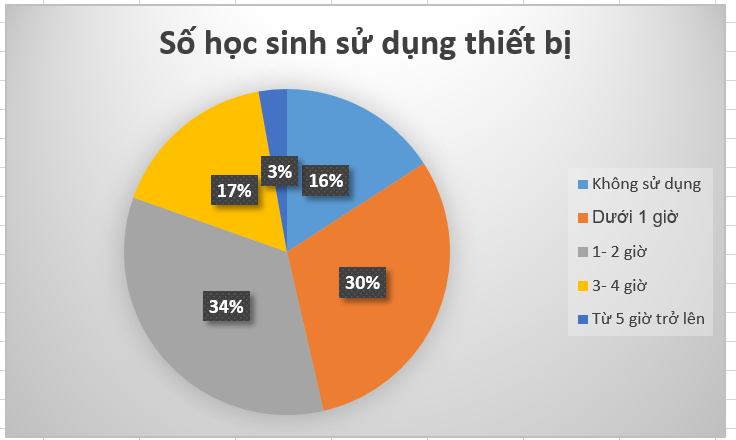 Số học sinh sử dụng thiết bị
3%
16%
17%
30%
34%
Không sử dụng
Dưới 1 giờ
1- 2 giờ
3- 4 giờ
Từ 5 giờ trở lên